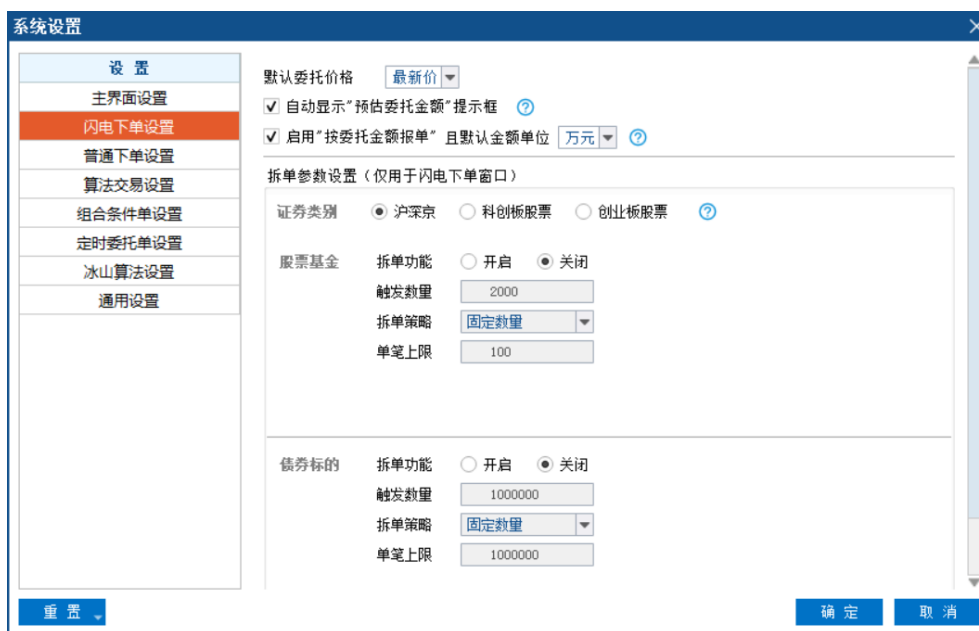 系统设置
设 置
主界面设置
闪电下单设置
普通下单设置
算法交易设置
组合条件单设置
定时委托单设置
冰山算法设置
通用设置
默认委托价格 最新价
自动显示"预估委托金额"提示框
启用"按委托金额报单" 且默认金额单位 万元
拆单参数设置（仅用于闪电下单窗口）
证券类别 沪深京 科创板股票 创业板股票
股票基金 拆单功能 开启 关闭
触发数量 2000
拆单策略 固定数量
单笔上限 100
债券标的 拆单功能 开启 关闭
触发数量 1000000
拆单策略 固定数量
单笔上限 1000000
重 置 确 定 取 消